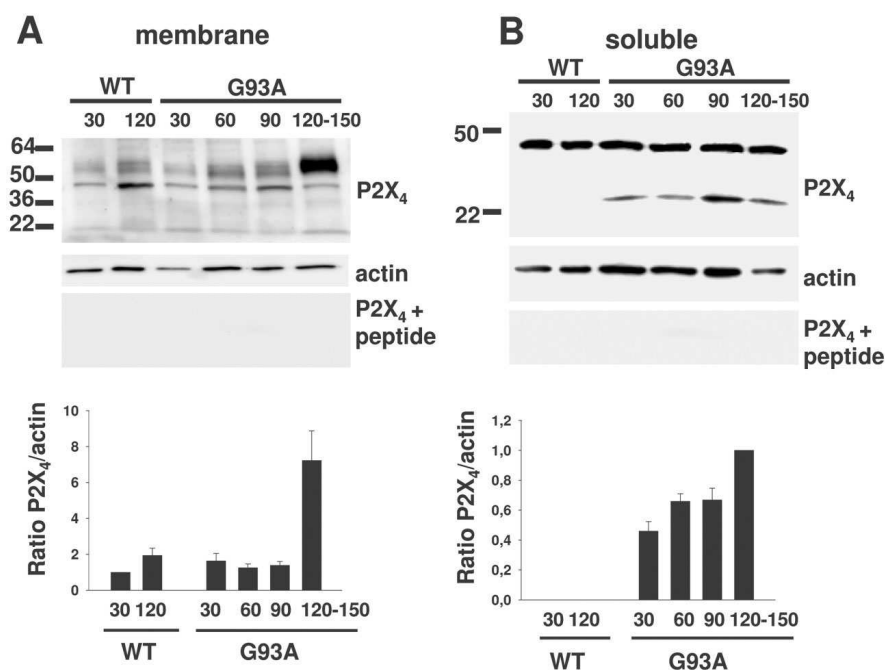 A
membrane
WT
G93A
30 120 30 60 90 120-150
64
50
36
22
P2X₄
actin
P2X₄ +
peptide
Ratio P2X₄/actin
10
8
6
4
2
0
30 120 30 60 90 120-150
WT
G93A
B
soluble
WT
G93A
30 120 30 60 90 120-150
50
22
P2X₄
actin
P2X₄ +
peptide
Ratio P2X₄/actin
1,2
1,0
0,8
0,6
0,4
0,2
0,0
30 120 30 60 90 120-150
WT
G93A